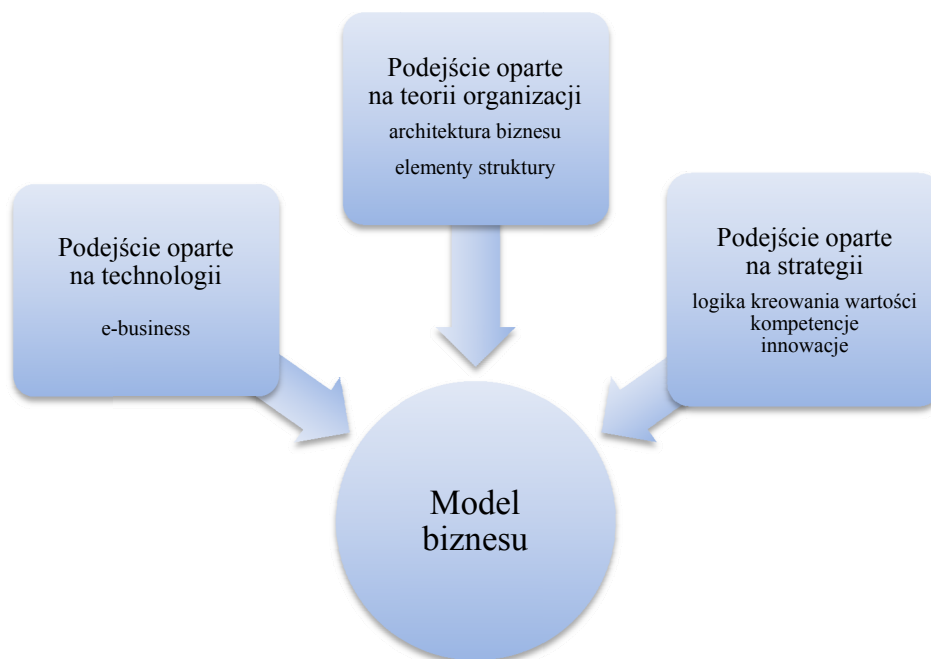 Podejście oparte
na teorii organizacji
architektura biznesu
elementy struktury
Podejście oparte
na technologii
e-business
Podejście oparte
na strategii
logika kreowania wartości
kompetencje
innowacje
Model
biznesu